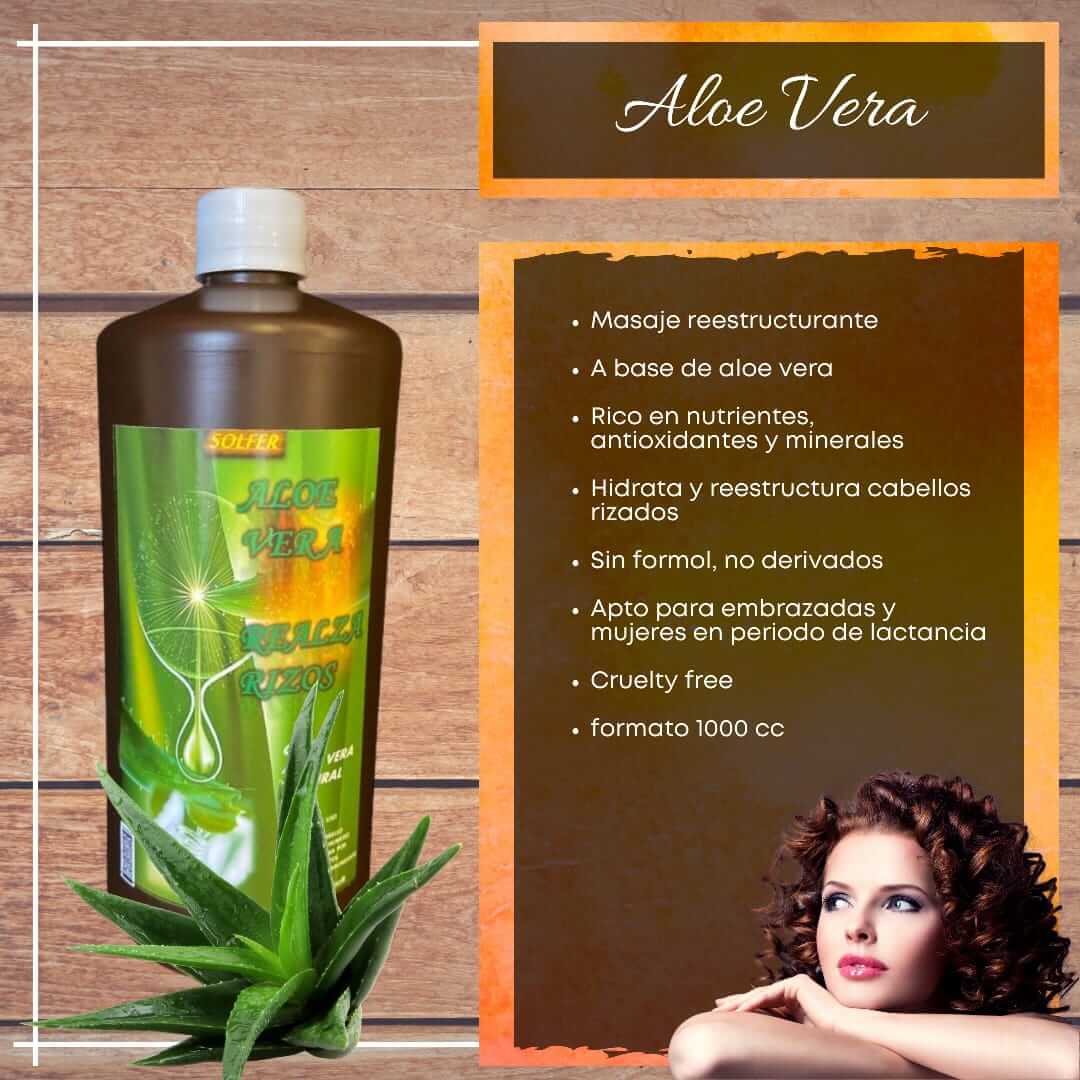 Aloe Vera
SOLFER
ALOE
VERA
REALZA
RIZOS
VERA
Masaje reestructurante
A base de aloe vera
Rico en nutrientes,
antioxidantes y minerales
Hidrata y reestructura cabellos
rizados
Sin formol, no derivados
Apto para embrazadas y
mujeres en periodo de lactancia
Cruelty free
formato 1000 cc